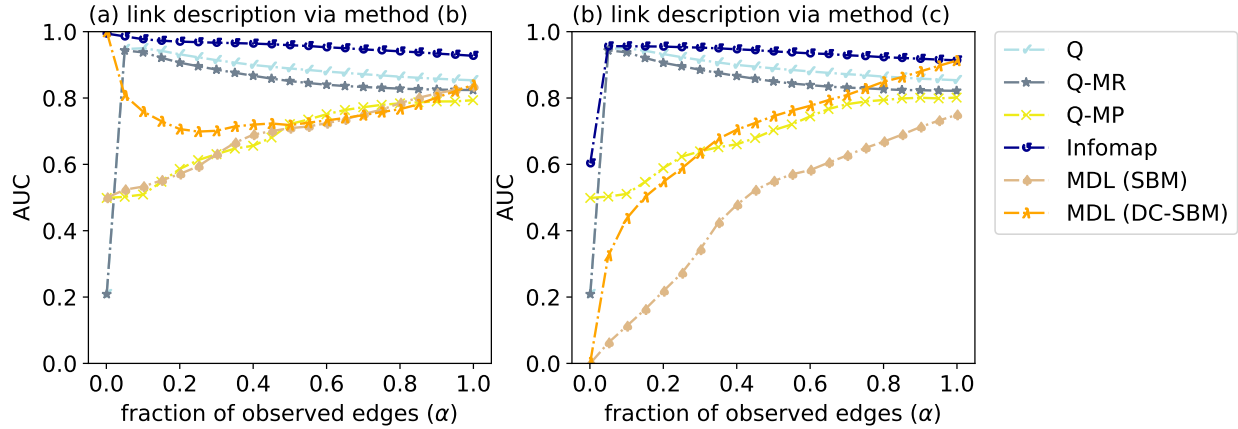 (a) link description via method (b)
(b) link description via method (c)
AUC
1.0
0.8
0.6
0.4
0.2
0.0
0.0 0.2 0.4 0.6 0.8 1.0
fraction of observed edges (α)
AUC
1.0
0.8
0.6
0.4
0.2
0.0
0.0 0.2 0.4 0.6 0.8 1.0
fraction of observed edges (α)
Q
Q-MR
Q-MP
Infomap
MDL (SBM)
MDL (DC-SBM)